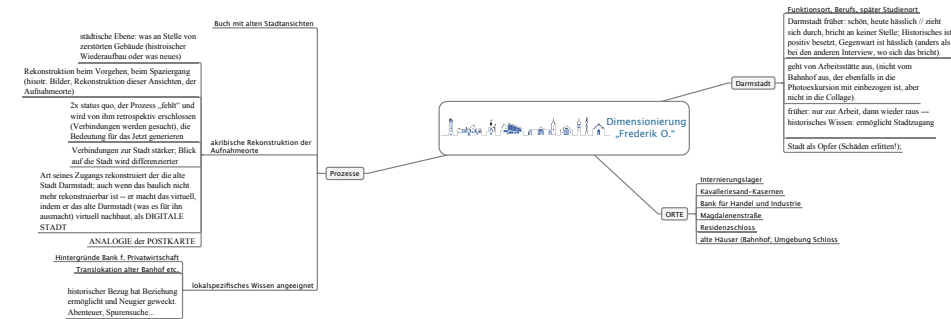 Buch mit alten Stadtansichten
städtische Ebene: was an Stelle von
zerstörten Gebäude (histroischer
Wiederaufbau oder was neues)
Rekonstruktion beim Vorgehen, beim Spaziergang
(hisotr. Bilder, Rekonstruktion dieser Ansichten, der
Aufnahmeorte)
2x status quo, der Prozess „fehlt“ und
wird von ihm retrospektiv erschlossen
(Verbindungen werden gesucht), die
Bedeutung für das Jetzt generieren
Verbindungen zur Stadt stärker; Blick
auf die Stadt wird differenzierter
Art seines Zugangs rekonstruiert der die alte
Stadt Darmstadt; auch wenn das baulich nicht
mehr rekonstruierbar ist -- er macht das virtuell,
indem er das alte Darmstadt (was es für ihn
ausmacht) virtuell nachbaut, als DIGITALE
STADT
ANALOGIE der POSTKARTE
akribische Rekonstruktion der
Aufnahmeorte
Hintergründe Bank f. Privatwirtschaft
Translokation alter Banhof etc.
historischer Bezug hat Beziehung
ermöglicht und Neugier geweckt.
Abenteuer, Spurensuche...
lokalspezifisches Wissen angeeignet
Prozesse
Dimensionierung
„Frederik O.“
Darmstadt
Funktionsort, Berufs, später Studienort
Darmstadt früher: schön, heute hässlich // zieht
sich durch, bricht an keiner Stelle; Historisches ist
positiv besetzt, Gegenwart ist hässlich (anders als
bei den anderen Interview, wo sich das bricht).
geht von Arbeitsstätte aus, (nicht vom
Bahnhof aus, der ebenfalls in die
Photoexkursion mit einbezogen ist, aber
nicht in die Collage).
früher: nur zur Arbeit, dann wieder raus ---
historisches Wissen: ermöglicht Stadtzugang
Stadt als Opfer (Schäden erlitten!);
ORTE
Internierungslager
Kavalleriesand-Kasernen
Bank für Handel und Industrie
Magdalenenstraße
Residenzschloss
alte Häuser (Bahnhof; Umgebung Schloss